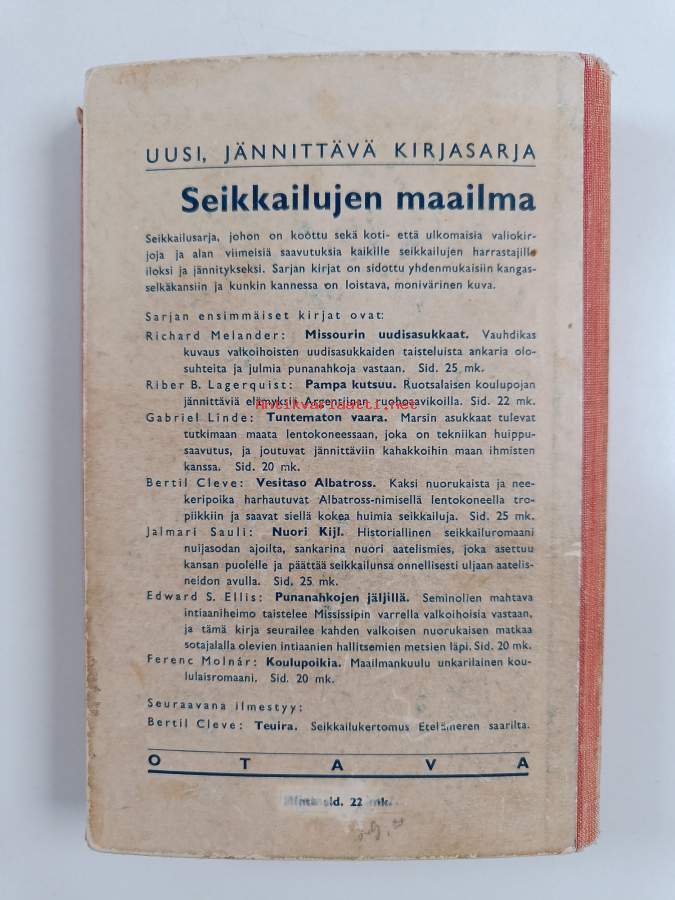 UUSI, JÄNNITTÄVÄ KIRJASARJA
Seikkailujen maailma
Seikkailusarja, johon on koottu sekä koti- että ulkomaisia valiokir-
joja ja alan viimeisiä saavutuksia kaikille seikkailujen harrastajille
iloksi ja jännitykseksi. Sarjan kirjat on sidottu yhdenmukaisiin kangas-
selkäkansiin ja kunkin kannessa on loistava, monivärinen kuva.
Sarjan ensimmäiset kirjat ovat:
Richard Melander: Missourin uudisasukkaat. Vauhdikas
kuvaus valkoihoisten uudisasukkaiden taisteluista ankaria olo-
suhteita ja julmia punanahkoja vastaan. Sid. 25 mk.
Riber B. Lagerquist: Pampa kutsuu. Ruotsalaisen koulupojan
jännittäviä elämyksiä Argentiinan ruohoaavikoilla. Sid. 22 mk.
Antikvariaatti.net
Gabriel Linde: Tuntematon vaara. Marsin asukkaat tulevat
tutkimaan maata lentokoneessaan, joka on tekniikan huippu-
saavutus, ja joutuvat jännittäviin kahakkoihin maan ihmisten
kanssa. Sid. 20 mk.
Bertil Cleve: Vesitaso Albatross. Kaksi nuorukaista ja nee-
keripoika harhautuvat Albatross-nimisellä lentokoneella tro-
piikkiin ja saavat siellä kokea huimia seikkailuja. Sid. 25 mk.
Jalmari Sauli: Nuori Kijl. Historiallinen seikkailuromaani
nuijasodan ajoilta, sankarina nuori aatelismies, joka asettuu
kansan puolelle ja päättää seikkailunsa onnellisesti uljaan aatelis-
neidon avulla. Sid. 25 mk.
Edward S. Ellis: Punanahkojen jäljillä. Seminolien mahtava
intiaaniheimo taistelee Mississipin varrella valkoihoisia vastaan,
ja tämä kirja seurailee kahden valkoisen nuorukaisen matkaa
sotajalalla olevien intiaanien hallitsemien metsien läpi. Sid. 20 mk.
Ferenc Molnár: Koulupoikia. Maailmankuulu unkarilainen kou-
lulaisromaani. Sid. 20 mk.
Seuraavana ilmestyy:
Bertil Cleve: Teuira. Seikkailukertomus Etelämeren saarilta.
OTAVA
Hinta sid. 22 mk.